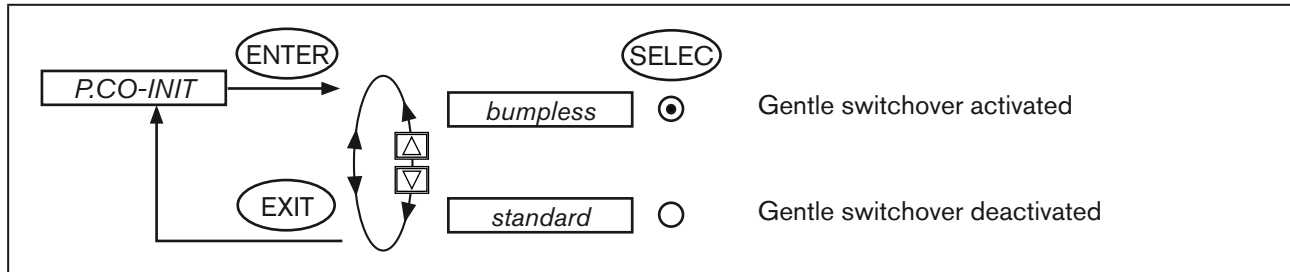 ENTER
SELEC
P.CO-INIT
bumpless
Gentle switchover activated
EXIT
standard
Gentle switchover deactivated